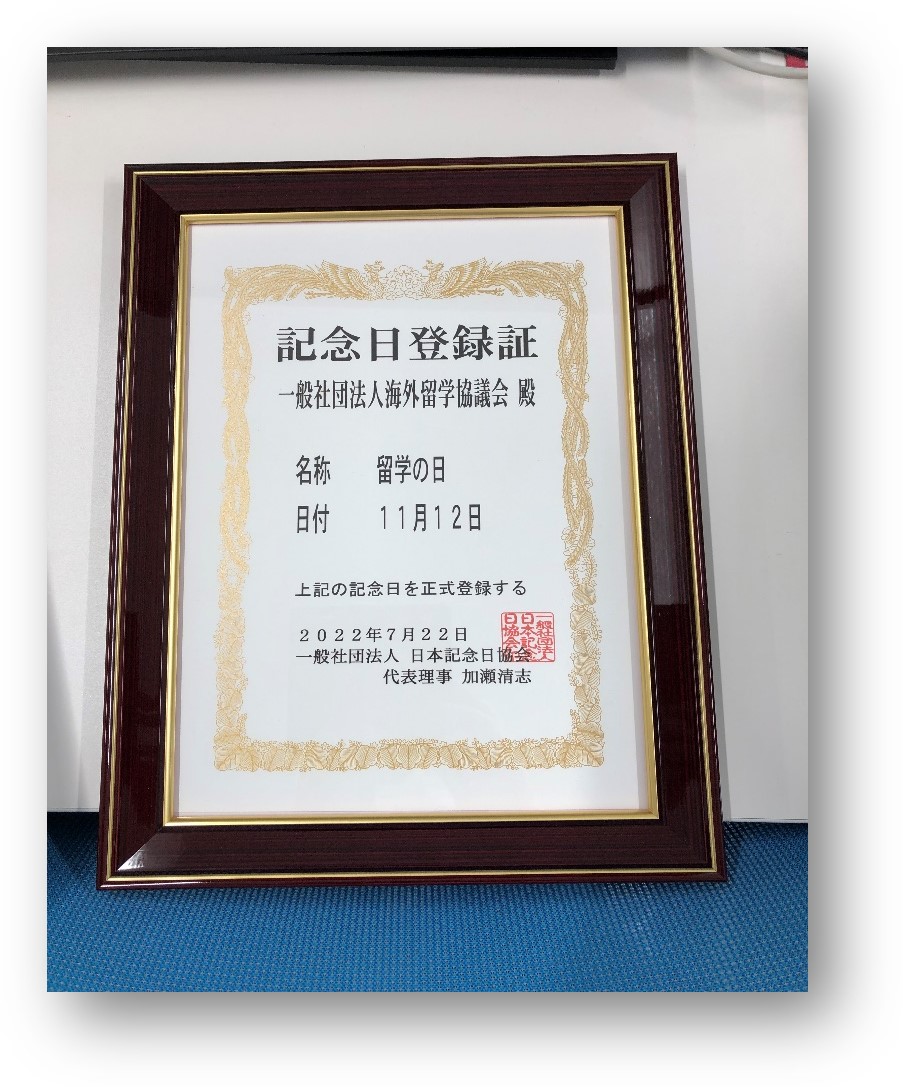 記念日登録証
一般社団法人海外留学協議会 殿
名称 留学の日
日付 11月12日
上記の記念日を正式登録する
2022年7月22日
一般社団法人 日本記念日協会
代表理事 加瀬清志